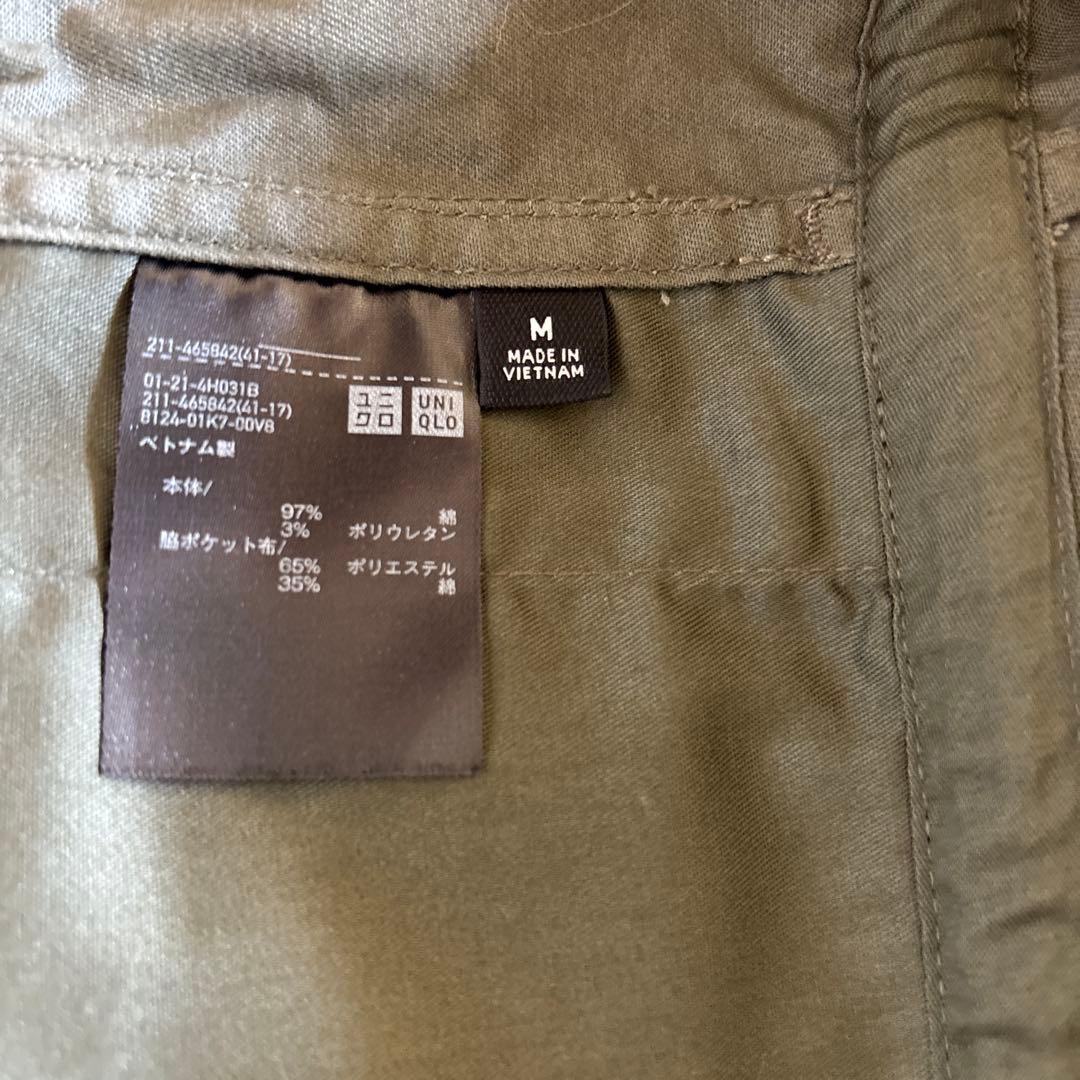 211-465842(41-17)
01-21-4H031B
211-465842(41-17)
8124-01K7-00V8
ベトナム製
ユニ
クロ
UNI
QLO
本体/
97% 綿
3% ポリウレタン
脇ポケット布/
65% ポリエステル
35% 綿
M
MADE IN
VIETNAM